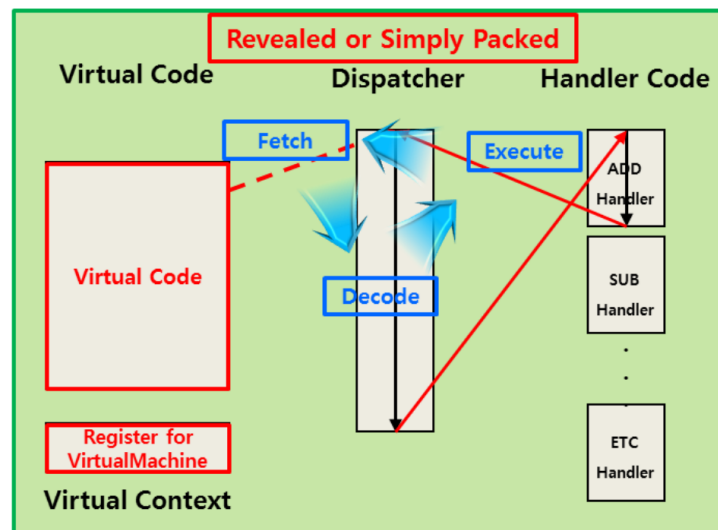 Revealed or Simply Packed
Virtual Code
Dispatcher
Handler Code
Fetch
Execute
ADD
Handler
Virtual Code
Decode
SUB
Handler
Register for
VirtualMachine
ETC
Handler
Virtual Context